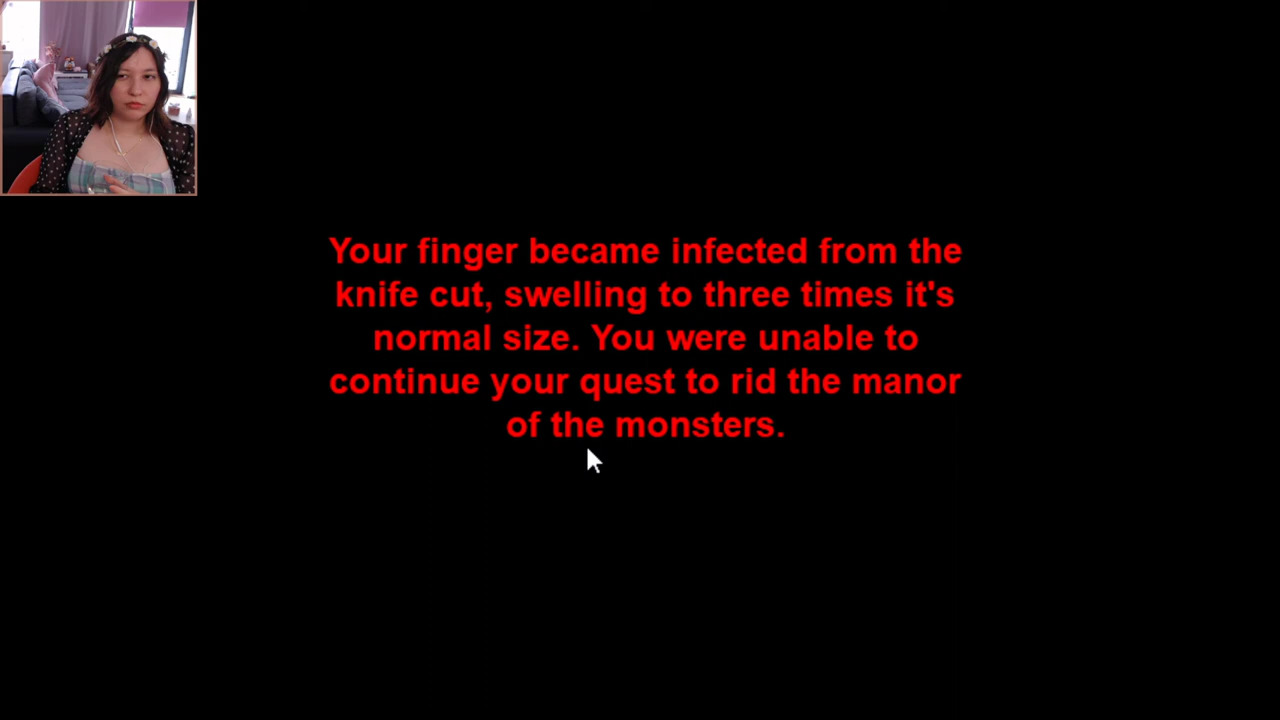 Your finger became infected from the
knife cut, swelling to three times it's
normal size. You were unable to
continue your quest to rid the manor
of the monsters.